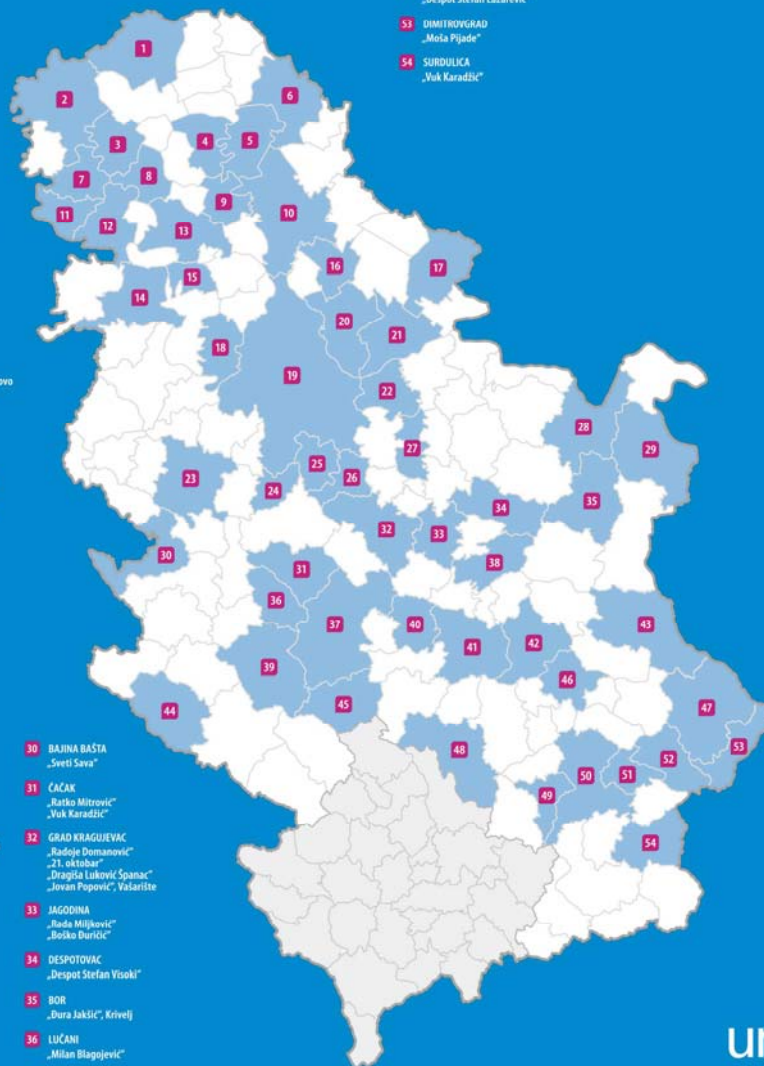 „Despot Stefan Lazarević“
53 DIMITROVGRAD
„Moša Pijade“
54 SURDULICA
„Vuk Karadžić“
1
2
6
3
4
5
7
8
9
11
12
13
10
14
15
16
17
18
20
21
19
22
ovo
23
24
25
26
27
28
29
30
31
32
33
34
35
36
37
38
39
40
41
42
43
44
45
46
47
48
49
50
51
52
53
54
30 BAJINA BAŠTA
„Sveti Sava“
31 ČAČAK
„Ratko Mitrović“
„Vuk Karadžić“
32 GRAD KRAGUJEVAC
„Radoje Domanović“
„21. oktobar“
„Dragiša Luković Španac“
„Jovan Popović“, Vašarište
33 JAGODINA
„Rada Miljković“
„Boško Đuričić“
34 DESPOTOVAC
„Despot Stefan Visoki“
35 BOR
„Đura Jakšić“, Krivelj
36 LUČANI
„Milan Blagojević“